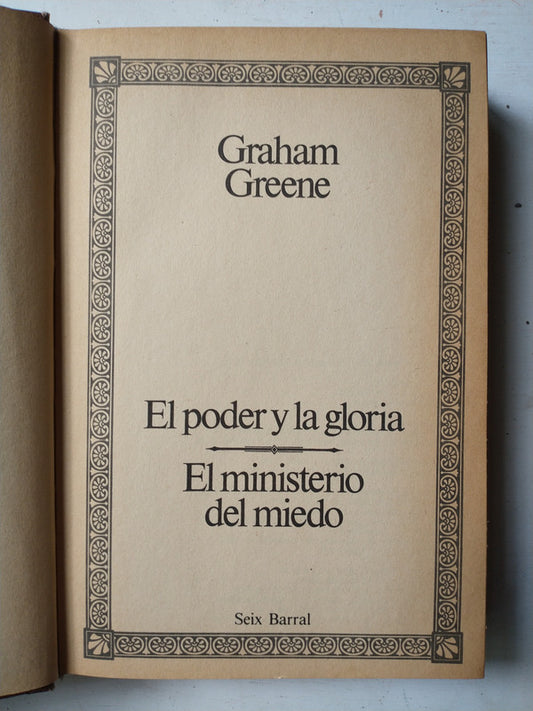 Graham
Greene
El poder y la gloria
El ministerio
del miedo
Seix Barral